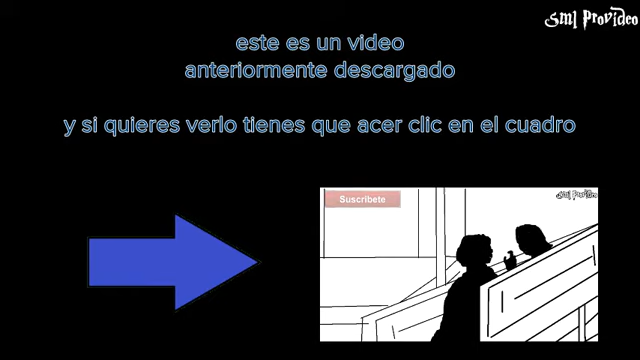 sml Provideo
este es un video
anteriormente descargado
y si quieres verlo tienes que acer clic en el cuadro
Suscribete
sml Provideo